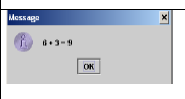 Message
6 + 3 = 9
OK